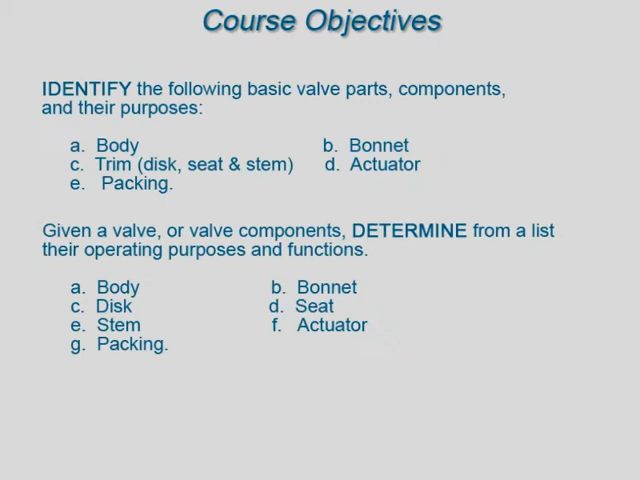 Course Objectives
IDENTIFY the following basic valve parts, components,
and their purposes:
a. Body b. Bonnet
c. Trim (disk, seat & stem) d. Actuator
e. Packing.
Given a valve, or valve components, DETERMINE from a list
their operating purposes and functions.
a. Body b. Bonnet
c. Disk d. Seat
e. Stem f. Actuator
g. Packing.